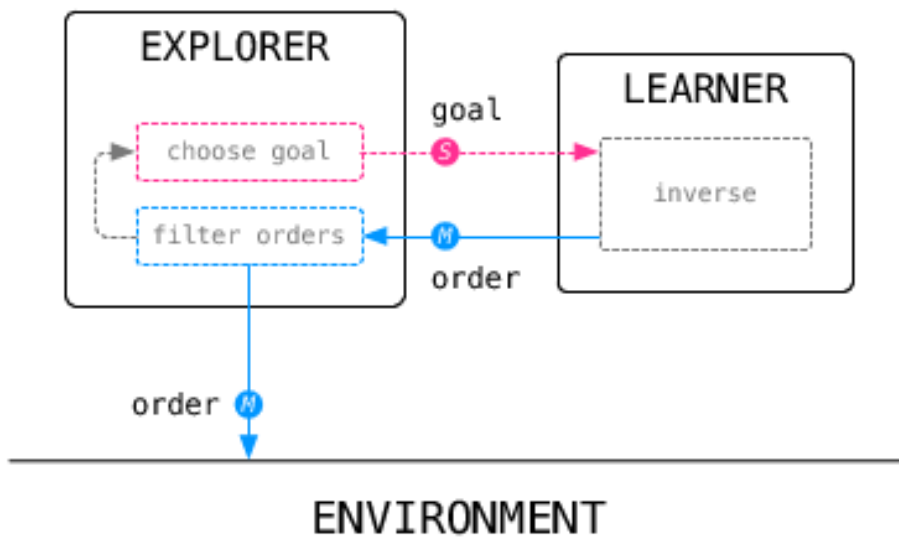 EXPLORER
LEARNER
goal
choose goal
S
inverse
filter orders
M
order
order M
ENVIRONMENT